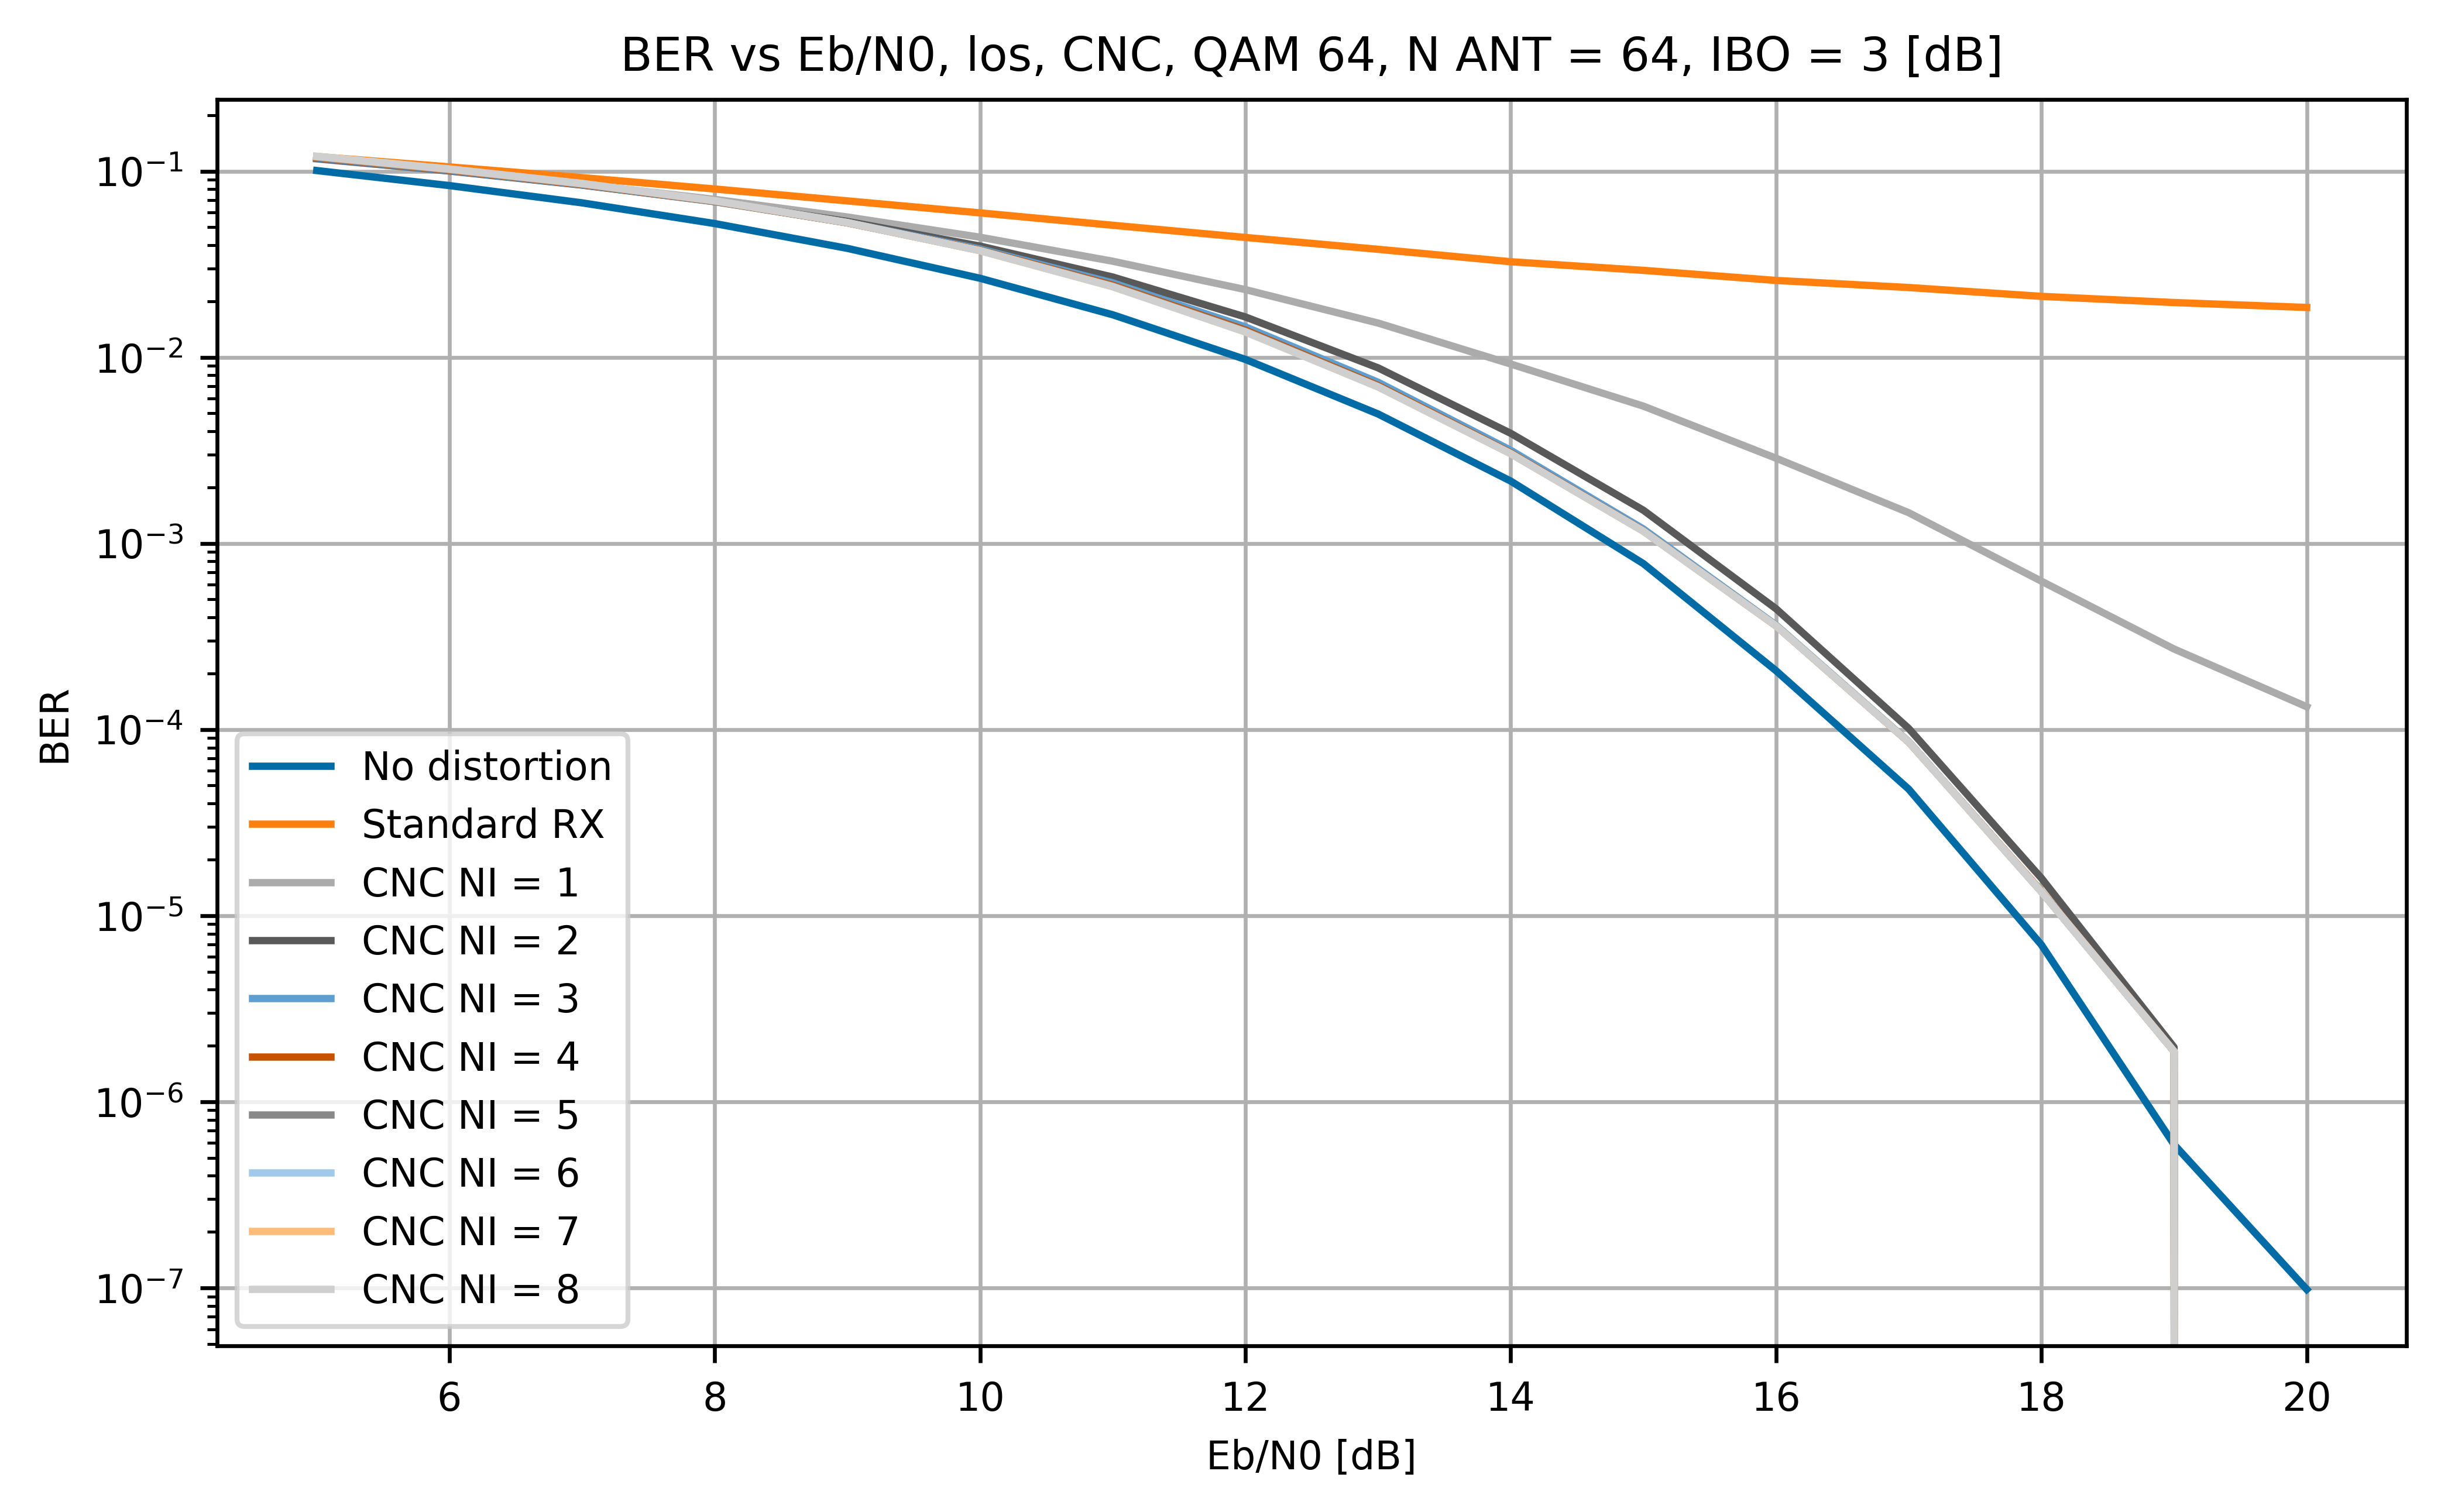 BER vs Eb/N0, los, CNC, QAM 64, N ANT = 64, IBO = 3 [dB]
10⁻¹
10⁻²
10⁻³
10⁻⁴
10⁻⁵
10⁻⁶
10⁻⁷
BER
No distortion
Standard RX
CNC NI = 1
CNC NI = 2
CNC NI = 3
CNC NI = 4
CNC NI = 5
CNC NI = 6
CNC NI = 7
CNC NI = 8
6 8 10 12 14 16 18 20
Eb/N0 [dB]